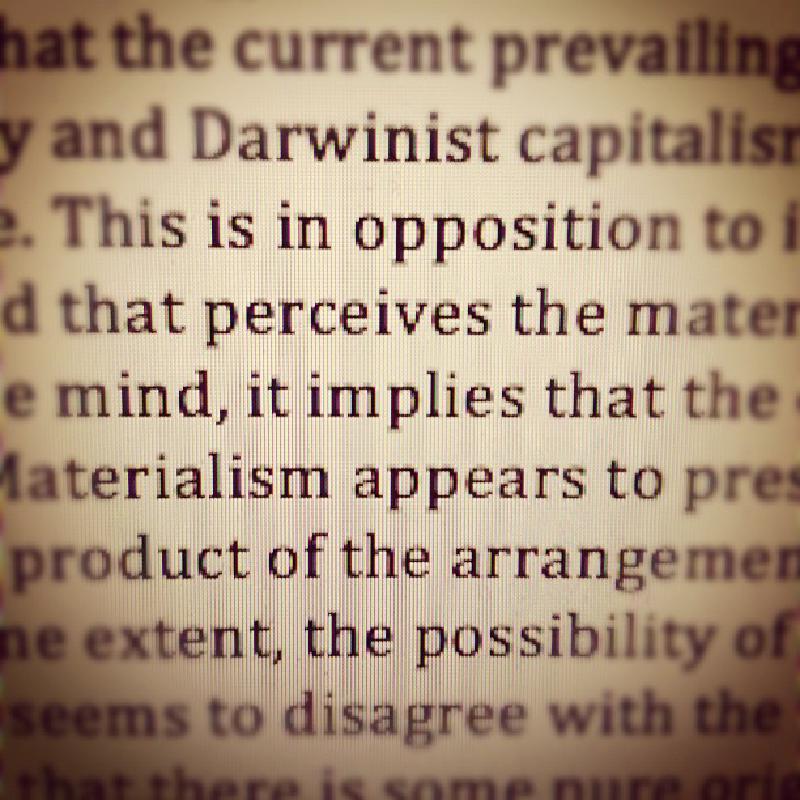 hat the current prevailing
y and Darwinist capitalism
e. This is in opposition to i
d that perceives the mater
e mind, it implies that the
Materialism appears to pres
product of the arrangemen
ne extent, the possibility of
seems to disagree with the
that there is some pure orig